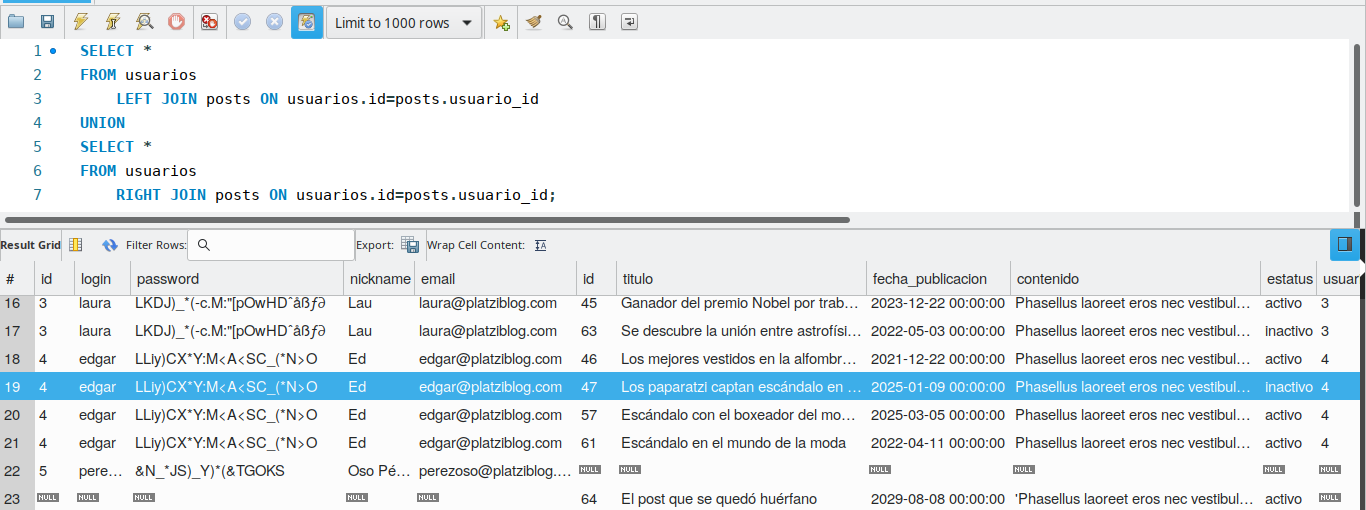 Limit to 1000 rows
1 SELECT *
2 FROM usuarios
3 LEFT JOIN posts ON usuarios.id=posts.usuario_id
4 UNION
5 SELECT *
6 FROM usuarios
7 RIGHT JOIN posts ON usuarios.id=posts.usuario_id;
Result Grid Filter Rows: Export: Wrap Cell Content:
# id login password nickname email id titulo fecha_publicacion contenido estatus usuar
16 3 laura LKDJ)_*(-c.M:"[pOwHDˆåßƒ∂ Lau laura@platziblog.com 45 Ganador del premio Nobel por trab… 2023-12-22 00:00:00 Phasellus laoreet eros nec vestibul… activo 3
17 3 laura LKDJ)_*(-c.M:"[pOwHDˆåßƒ∂ Lau laura@platziblog.com 63 Se descubre la unión entre astrofísi… 2022-05-03 00:00:00 Phasellus laoreet eros nec vestibul… inactivo 3
18 4 edgar LLiy)CX*Y:M<A<SC_(*N>O Ed edgar@platziblog.com 46 Los mejores vestidos en la alfombr… 2021-12-22 00:00:00 Phasellus laoreet eros nec vestibul… activo 4
19 4 edgar LLiy)CX*Y:M<A<SC_(*N>O Ed edgar@platziblog.com 47 Los paparatzi captan escándalo en … 2025-01-09 00:00:00 Phasellus laoreet eros nec vestibul… inactivo 4
20 4 edgar LLiy)CX*Y:M<A<SC_(*N>O Ed edgar@platziblog.com 57 Escándalo con el boxeador del mo… 2025-03-05 00:00:00 Phasellus laoreet eros nec vestibul… activo 4
21 4 edgar LLiy)CX*Y:M<A<SC_(*N>O Ed edgar@platziblog.com 61 Escándalo en el mundo de la moda 2022-04-11 00:00:00 Phasellus laoreet eros nec vestibul… activo 4
22 5 pere… &N_*JS)_Y)*(&TGOKS Oso Pé… perezoso@platziblog.… NULL NULL NULL NULL NULL NULL
23 NULL NULL NULL NULL NULL 64 El post que se quedó huérfano 2029-08-08 00:00:00 'Phasellus laoreet eros nec vestibul… activo NULL